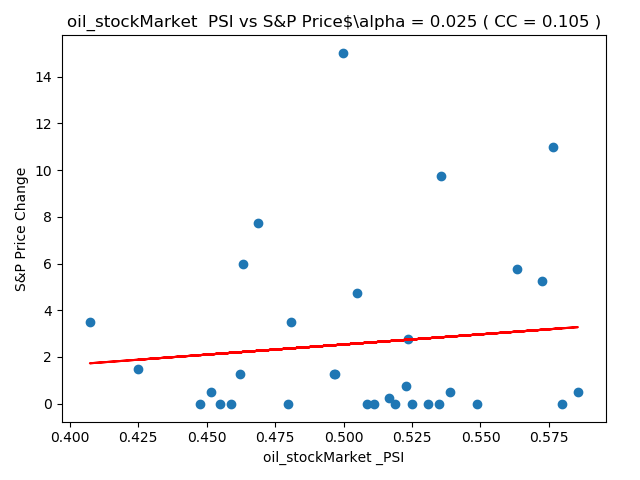 oil_stockMarket  PSI vs S&P Price$\alpha = 0.025 ( CC = 0.105 )
14
12
10
8
6
4
2
0
S&P Price Change
0.400 0.425 0.450 0.475 0.500 0.525 0.550 0.575
oil_stockMarket _PSI